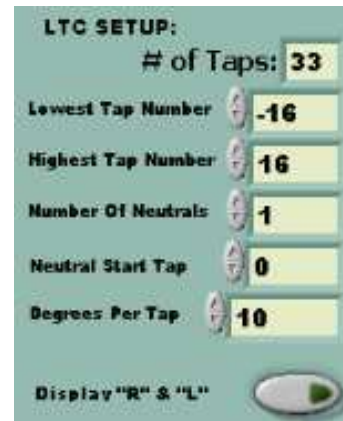 LTC SETUP:
# of Taps: 33
Lowest Tap Number -16
Highest Tap Number 16
Number Of Neutrals 1
Neutral Start Tap 0
Degrees Per Tap 10
Display "R" & "L"